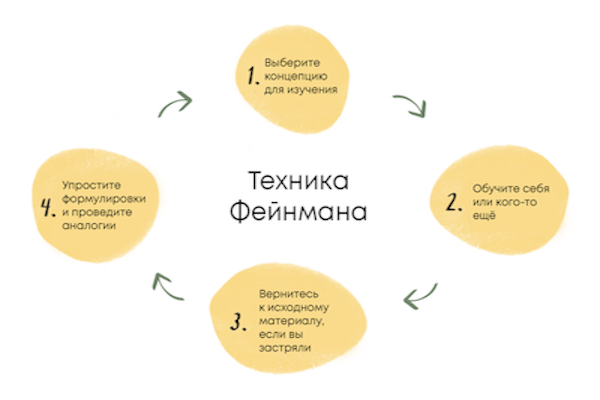 1. Выберите
концепцию
для изучения
Техника
Фейнмана
2. Обучите себя
или кого-то
ещё
3. Вернитесь
к исходному
материалу,
если вы
застряли
4. Упростите
формулировки
и проведите
аналогии